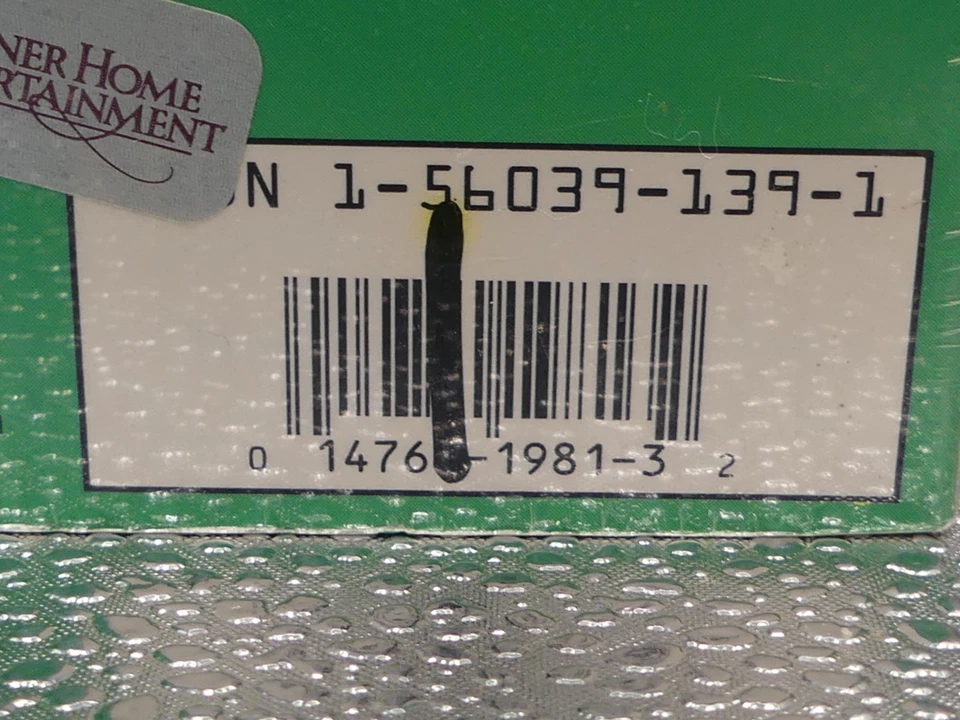 NER HOME
RTAINMENT
N 1-56039-139-1
0 1476 -1981-3 2